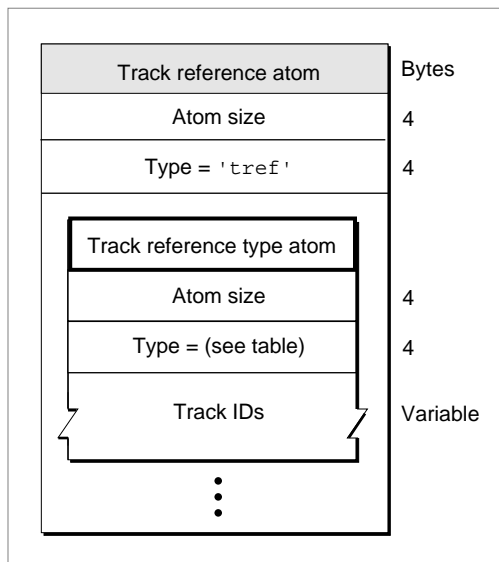 Track reference atom Bytes
Atom size 4
Type = 'tref' 4
Track reference type atom
Atom size 4
Type = (see table) 4
Track IDs Variable